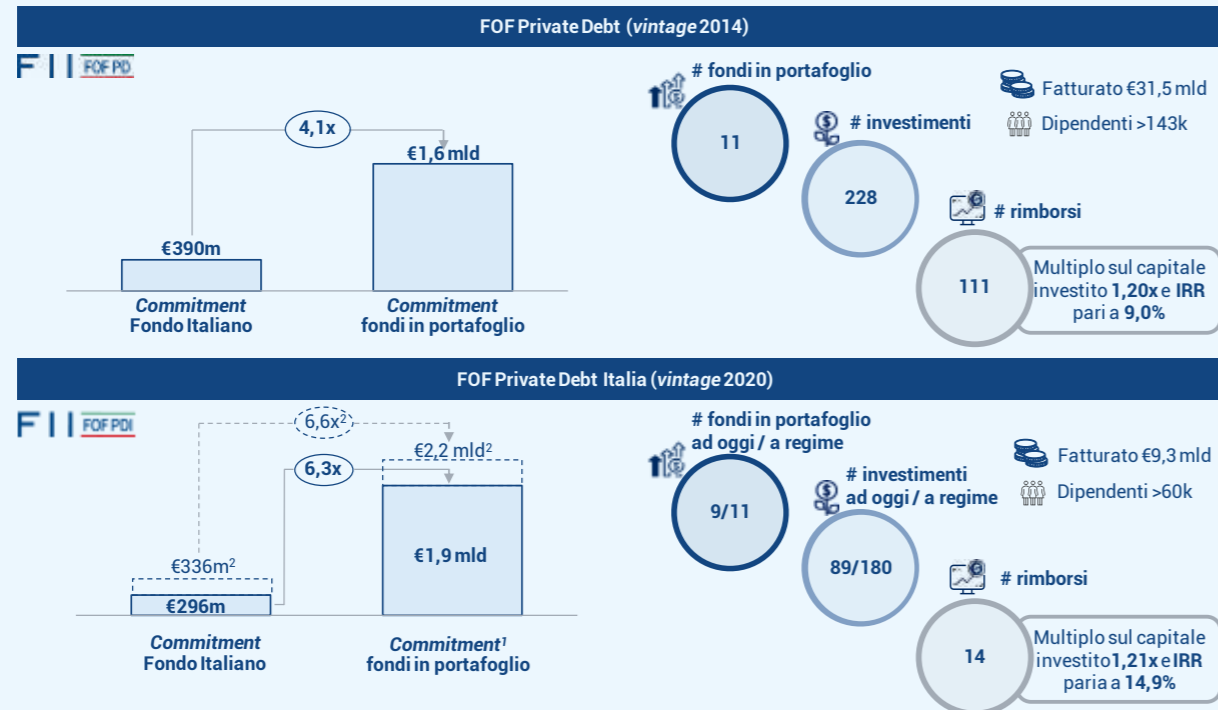 FOF Private Debt (vintage 2014)
FII FOF PD
4,1x
€1,6 mld
€390m
Commitment
Fondo Italiano
Commitment
fondi in portafoglio
# fondi in portafoglio
11
# investimenti
228
# rimborsi
111
Fatturato €31,5 mld
Dipendenti >143k
Multiplo sul capitale
investito 1,20x e IRR
pari a 9,0%
FOF Private Debt Italia (vintage 2020)
FII FOF PDI
6,6x²
€2,2 mld²
6,3x
€336m²
€296m
€1,9 mld
Commitment
Fondo Italiano
Commitment¹
fondi in portafoglio
# fondi in portafoglio
ad oggi / a regime
9/11
# investimenti
ad oggi / a regime
89/180
# rimborsi
14
Fatturato €9,3 mld
Dipendenti >60k
Multiplo sul capitale
investito 1,21x e IRR
paria a 14,9%